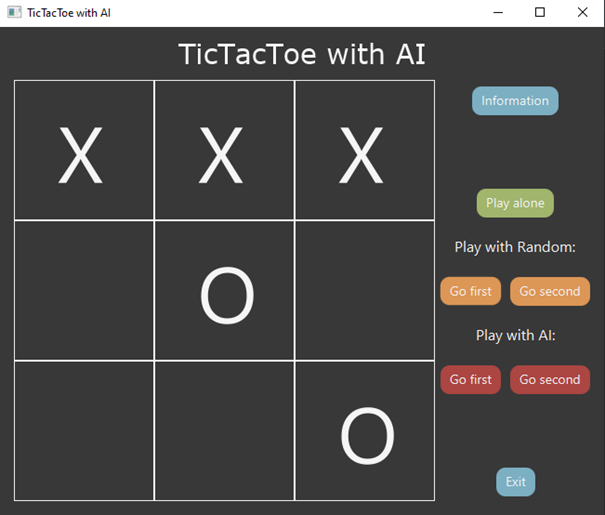 TicTacToe with AI
TicTacToe with AI
X X X
O
O
Information
Play alone
Play with Random:
Go first Go second
Play with AI:
Go first Go second
Exit